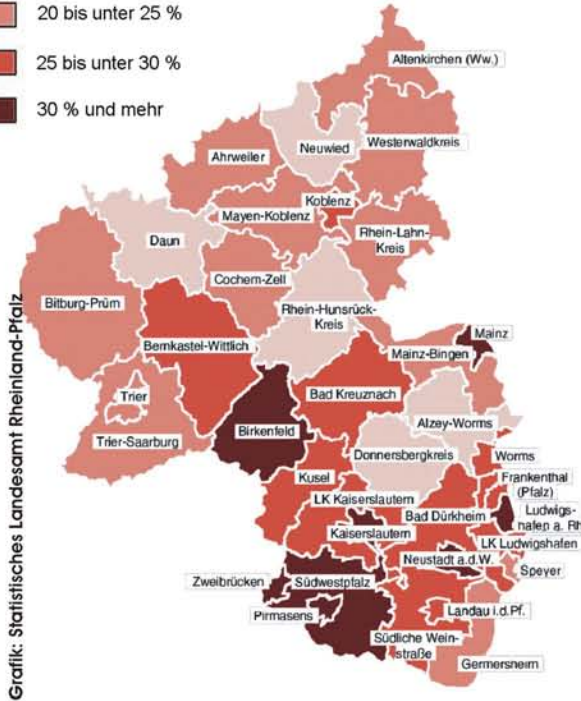 20 bis unter 25 %
25 bis unter 30 %
30 % und mehr
Altenkirchen (Ww.)
Neuwied
Westerwaldkreis
Ahrweiler
Koblenz
Mayen-Koblenz
Rhein-Lahn-
Kreis
Daun
Cochem-Zell
Bitburg-Prüm
Rhein-Hunsrück-
Kreis
Mainz
Bernkastel-Wittlich
Mainz-Bingen
Bad Kreuznach
Trier
Alzey-Worms
Trier-Saarburg
Birkenfeld
Donnersbergkreis
Worms
Kusel
Frankenthal
(Pfalz)
LK Kaiserslautern
Bad Dürkheim
Ludwigs-
hafen a. Rh
Kaiserslautern
LK Ludwigshafen
Neustadt a.d.W.
Speyer
Zweibrücken
Südwestpfalz
Pirmasens
Landau i.d.Pf.
Südliche Wein-
straße
Germersheim
Grafik: Statistisches Landesamt Rheinland-Pfalz